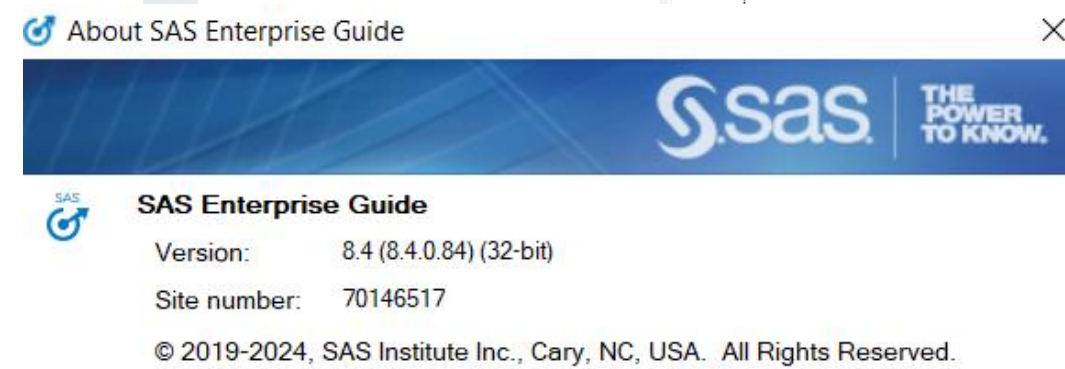 About SAS Enterprise Guide
sas THE POWER TO KNOW.
SAS
SAS Enterprise Guide
Version: 8.4 (8.4.0.84) (32-bit)
Site number: 70146517
© 2019-2024, SAS Institute Inc., Cary, NC, USA. All Rights Reserved.